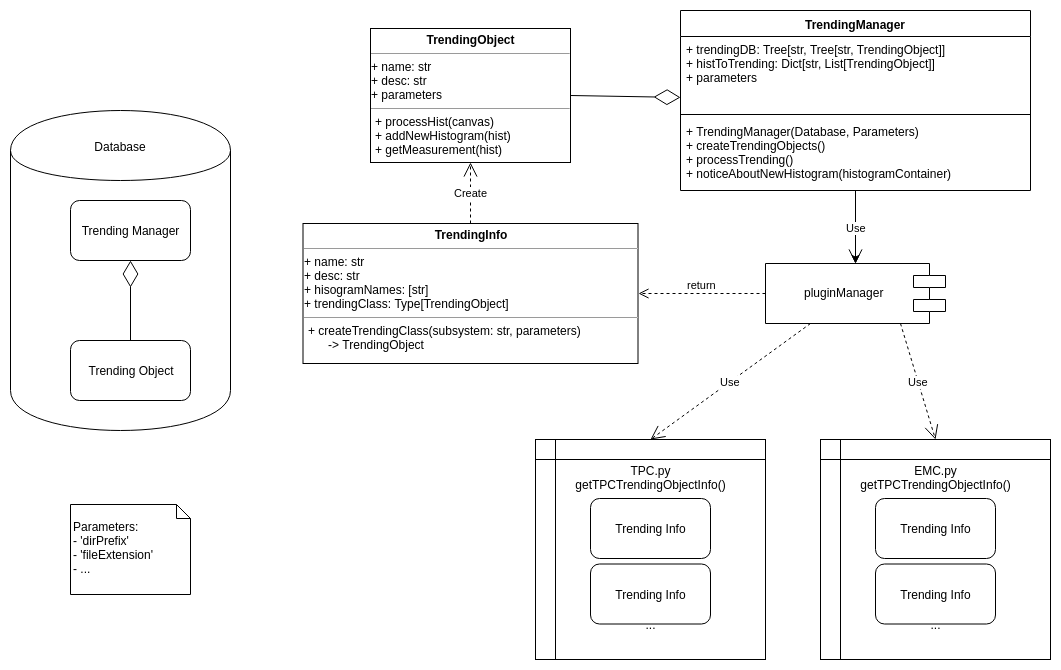 TrendingObject
+ name: str
+ desc: str
+ parameters
+ processHist(canvas)
+ addNewHistogram(hist)
+ getMeasurement(hist)
TrendingManager
+ trendingDB: Tree[str, Tree[str, TrendingObject]]
+ histToTrending: Dict[str, List[TrendingObject]]
+ parameters
+ TrendingManager(Database, Parameters)
+ createTrendingObjects()
+ processTrending()
+ noticeAboutNewHistogram(histogramContainer)
Database
Trending Manager
Trending Object
Create
Use
TrendingInfo
+ name: str
+ desc: str
+ hisogramNames: [str]
+ trendingClass: Type[TrendingObject]
+ createTrendingClass(subsystem: str, parameters)
-> TrendingObject
return
pluginManager
Use
Use
TPC.py
getTPCTrendingObjectInfo()
Trending Info
Trending Info
...
EMC.py
getTPCTrendingObjectInfo()
Trending Info
Trending Info
...
Parameters:
- 'dirPrefix'
- 'fileExtension'
- ...